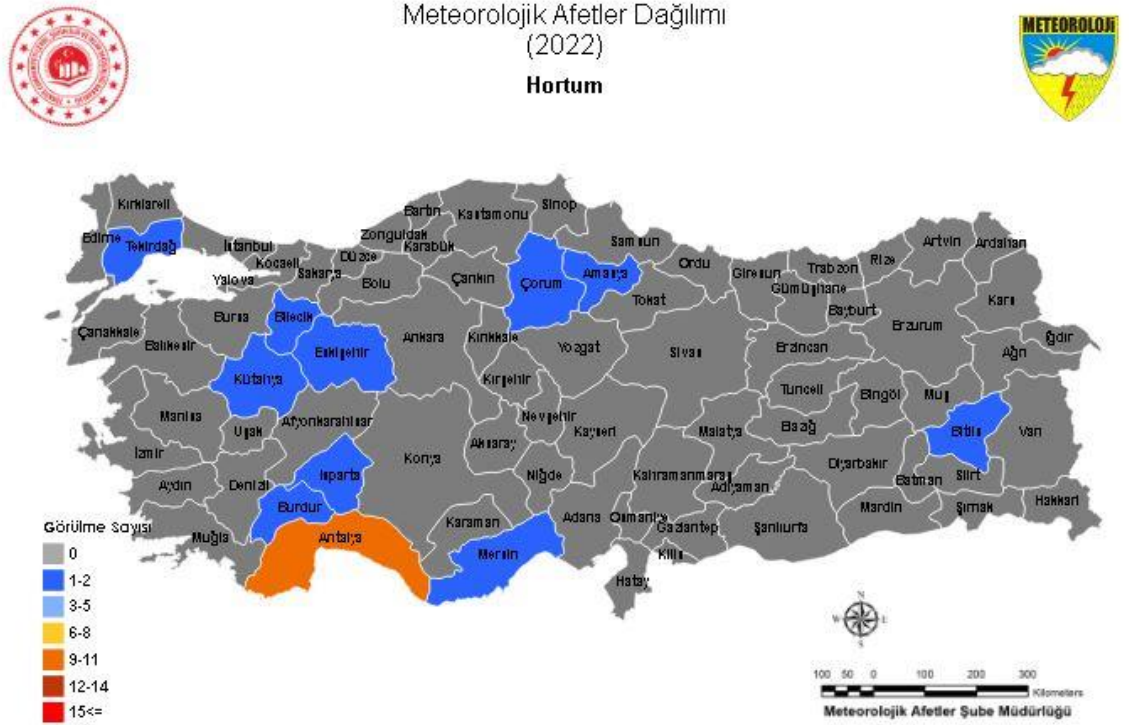 Meteorolojik Afetler Dağılımı
(2022)
Hortum
METEOROLOJİ
Kırklareli
Edirne
Tekirdağ
İstanbul
Kocaeli
Yalova
Sakarya
Düzce
Zonguldak
Bartın
Karabük
Kastamonu
Sinop
Samsun
Ordu
Giresun
Trabzon
Gümüşhane
Rize
Artvin
Ardahan
Bayburt
Kars
Iğdır
Çanakkale
Balıkesir
Bursa
Bilecik
Bolu
Çankırı
Çorum
Amasya
Tokat
Erzurum
Ağrı
Kütahya
Eskişehir
Ankara
Kırıkkale
Yozgat
Sivas
Erzincan
Kırşehir
Tunceli
Bingöl
Muş
Manisa
Uşak
Afyonkarahisar
Nevşehir
Kayseri
Malatya
Elazığ
Bitlis
Van
İzmir
Aydın
Denizli
Isparta
Konya
Aksaray
Niğde
Kahramanmaraş
Adıyaman
Diyarbakır
Batman
Siirt
Burdur
Muğla
Antalya
Karaman
Mersin
Adana
Osmaniye
Gaziantep
Kilis
Hatay
Şanlıurfa
Mardin
Şırnak
Hakkari
Görülme Sayısı
0
1-2
3-5
6-8
9-11
12-14
15<=
N
W E
S
100 50 0 100 200 300
Kilometers
Meteorolojik Afetler Şube Müdürlüğü